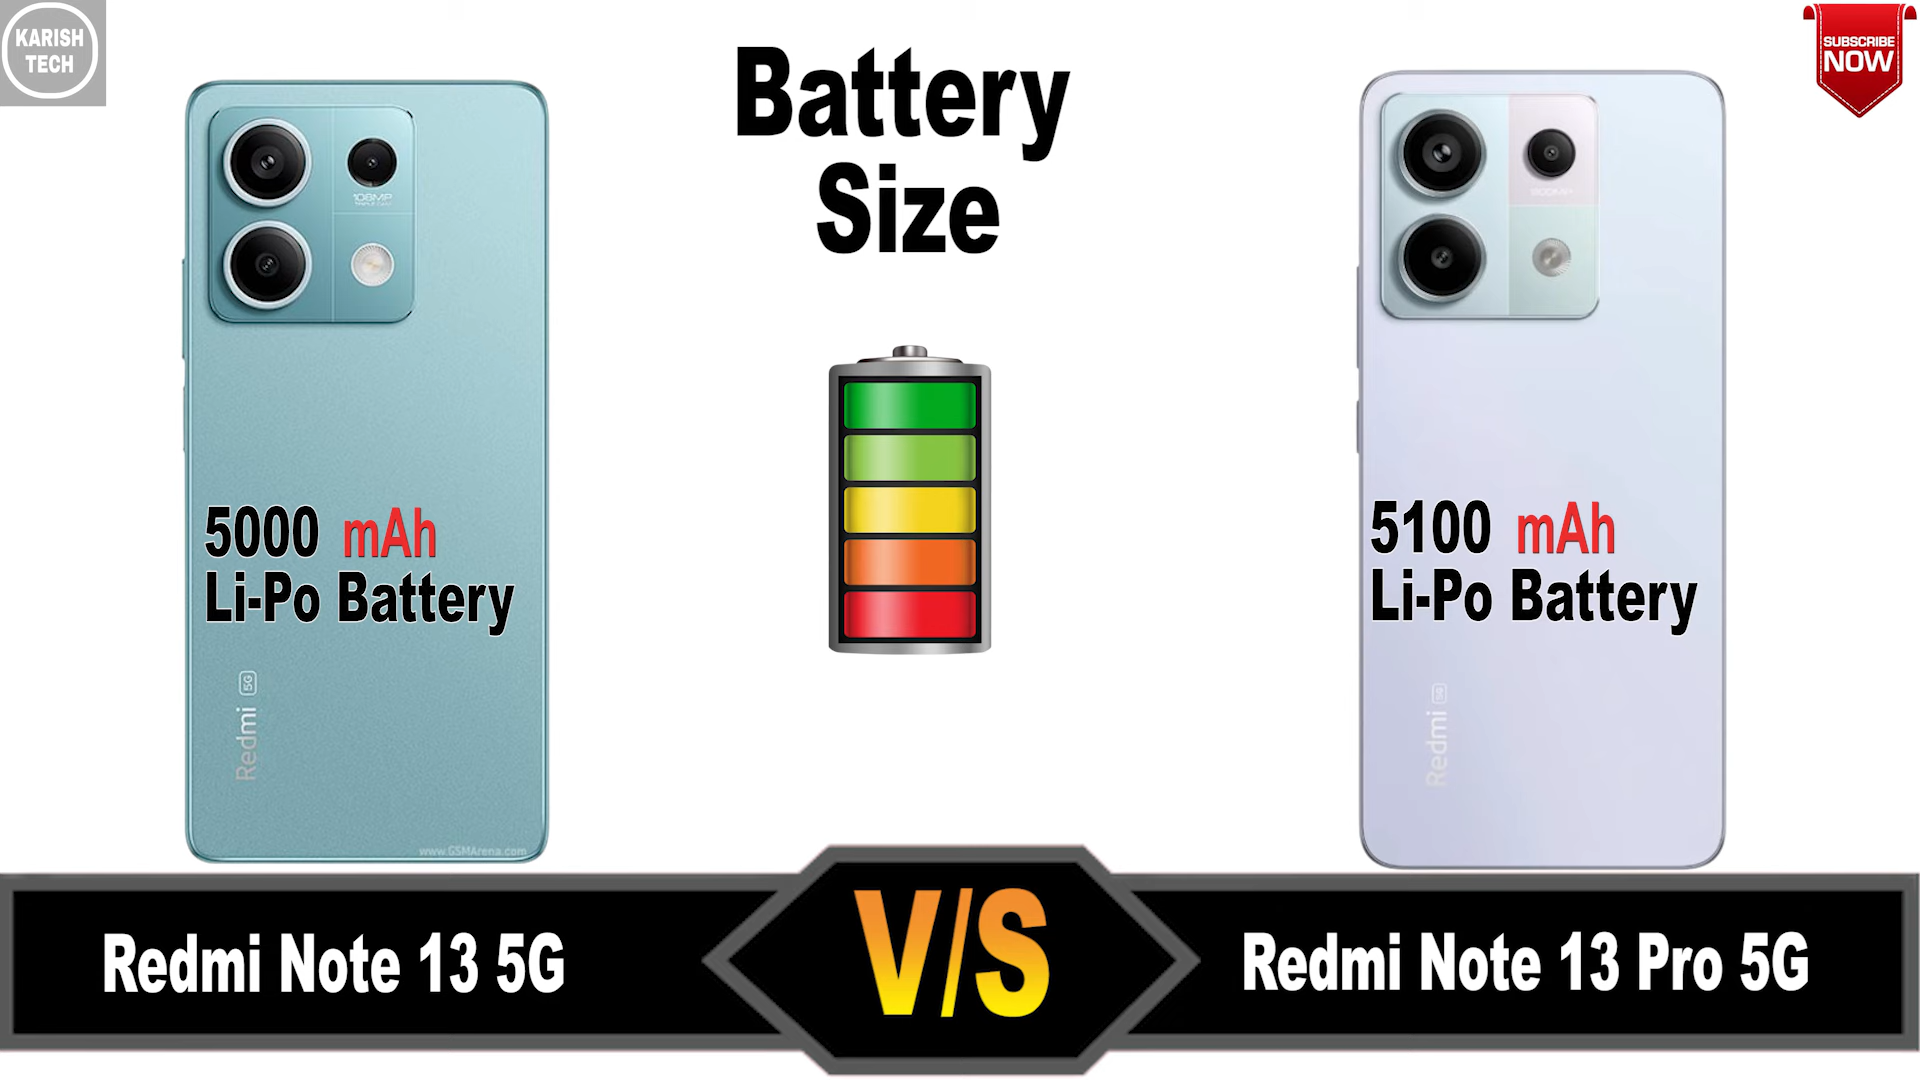 KARISH
TECH
Battery
Size
SUBSCRIBE
NOW
108MP
5000 mAh
Li-Po Battery
5100 mAh
Li-Po Battery
Redmi 5G
Redmi 5G
www.GSMArena.com
Redmi Note 13 5G
V/S
Redmi Note 13 Pro 5G